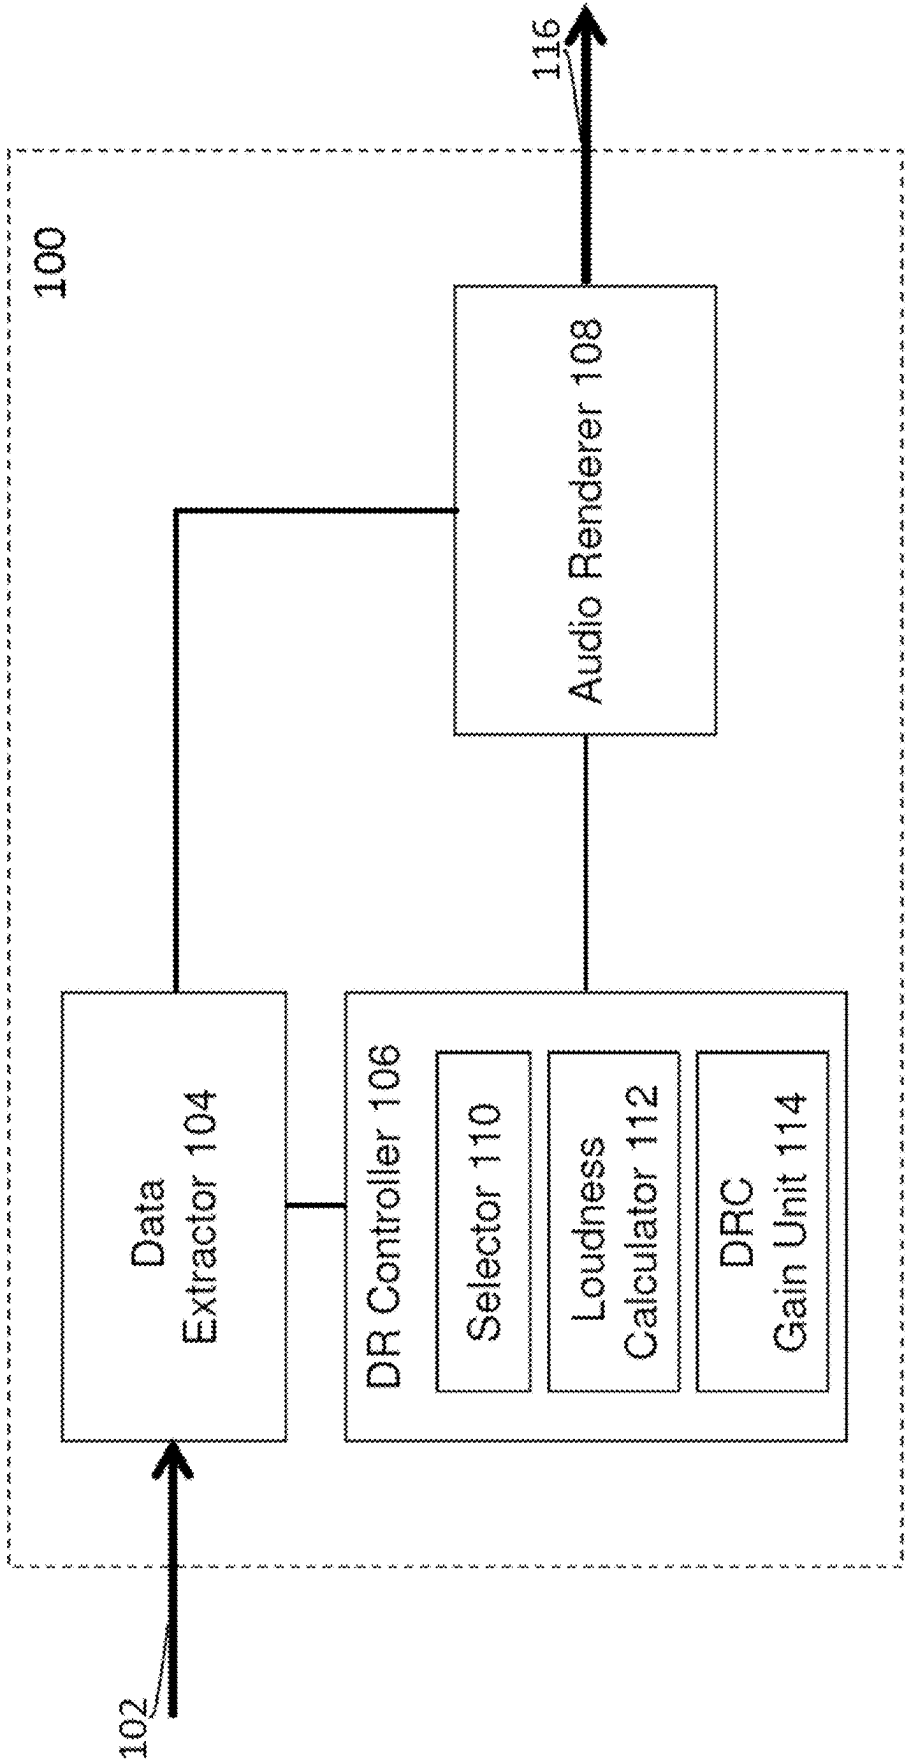 100
102
Data
Extractor 104
DR Controller 106
Selector 110
Loudness
Calculator 112
DRC
Gain Unit 114
Audio Renderer 108
116